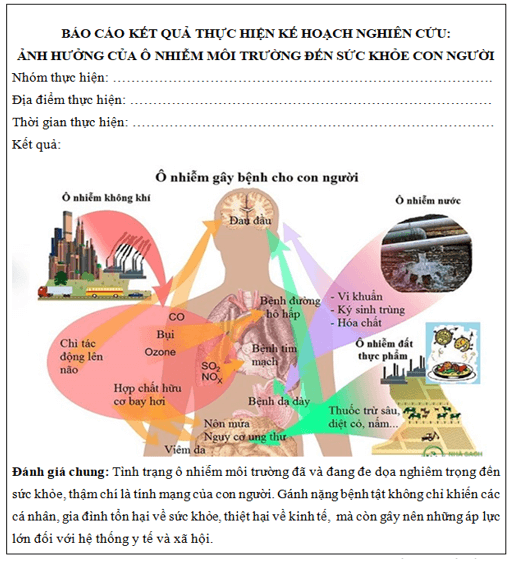 BÁO CÁO KẾT QUẢ THỰC HIỆN KẾ HOẠCH NGHIÊN CỨU:
ẢNH HƯỞNG CỦA Ô NHIỄM MÔI TRƯỜNG ĐẾN SỨC KHỎE CON NGƯỜI
Nhóm thực hiện: ………………………………………………………
Địa điểm thực hiện: ……………………………………………………
Thời gian thực hiện: ……………………………………………………
Kết quả:
Ô nhiễm gây bệnh cho con người
Ô nhiễm không khí
Ô nhiễm nước
Đau đầu
CO
Bụi
Ozone
Chì tác
động lên
não
SO2
NOX
Hợp chất hữu
cơ bay hơi
Bệnh đường
hô hấp
Bệnh tim
mạch
Bệnh dạ dày
- Vi khuẩn
- Ký sinh trùng
- Hóa chất
Ô nhiễm đất
thực phẩm
Thuốc trừ sâu,
diệt cỏ, nấm...
Nôn mửa
Nguy cơ ung thư
Viêm da
Đánh giá chung: Tình trạng ô nhiễm môi trường đã và đang đe dọa nghiêm trọng đến
sức khỏe, thậm chí là tính mạng của con người. Gánh nặng bệnh tật không chỉ khiến các
cá nhân, gia đình tổn hại về sức khỏe, thiệt hại về kinh tế, mà còn gây nên những áp lực
lớn đối với hệ thống y tế và xã hội.